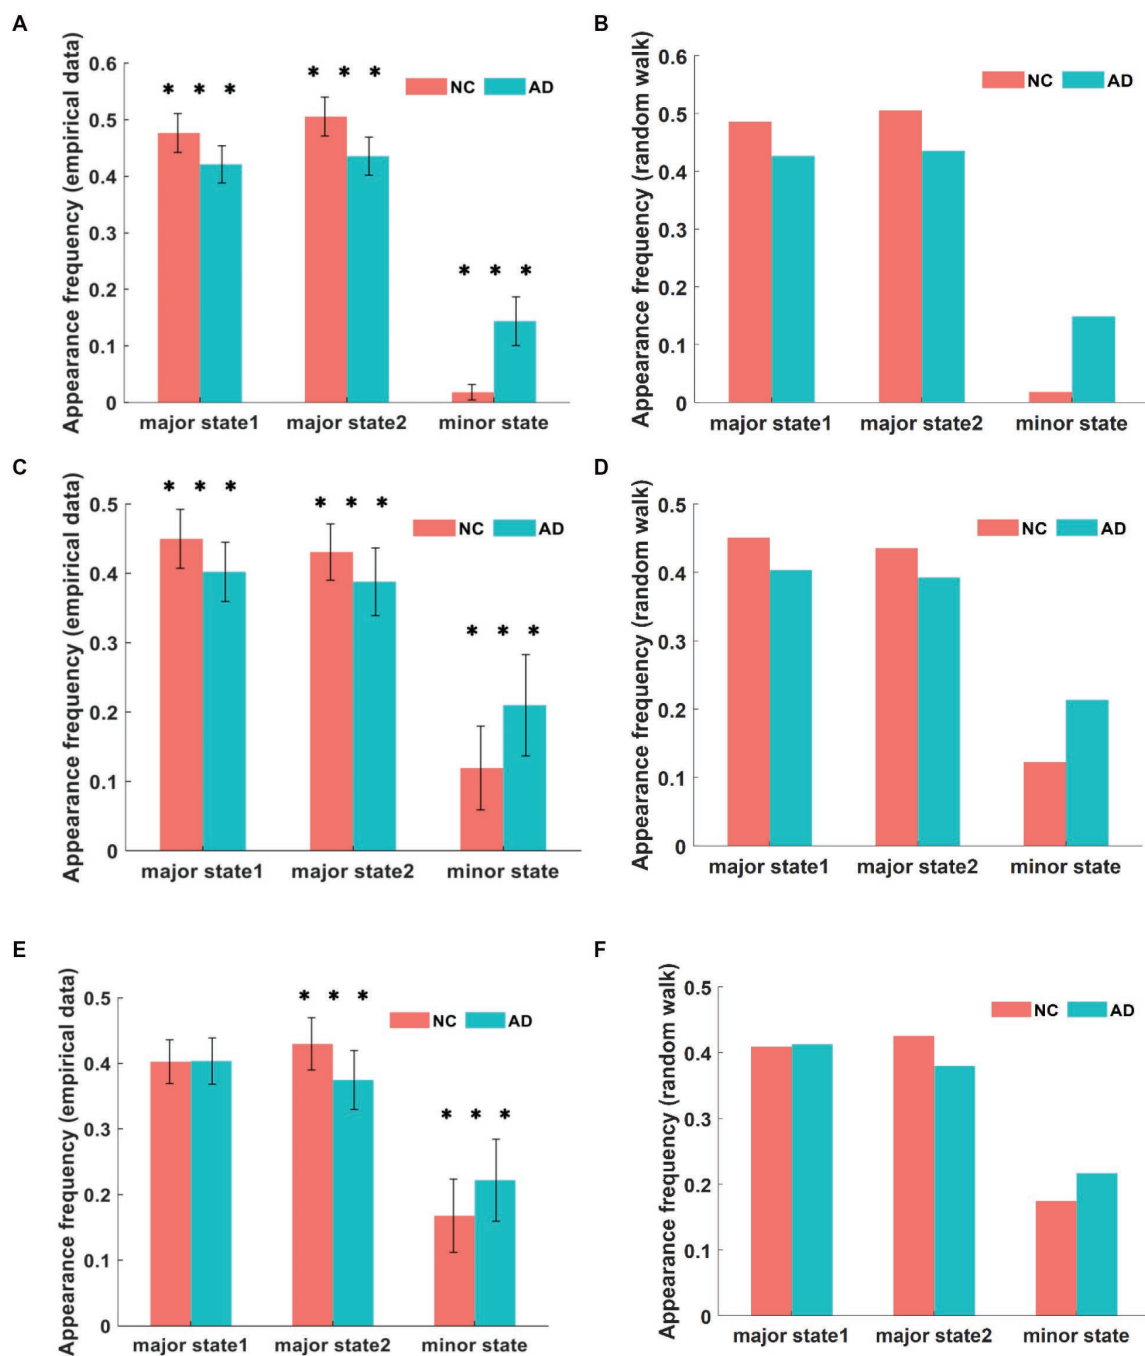 A
Appearance frequency (empirical data)
0.6
0.5
0.4
0.3
0.2
0.1
0
* * *
* * *
* * *
NC AD
major state1 major state2 minor state
B
Appearance frequency (random walk)
0.6
0.5
0.4
0.3
0.2
0.1
0
NC AD
major state1 major state2 minor state
C
Appearance frequency (empirical data)
0.5
0.4
0.3
0.2
0.1
0
* * *
* * *
* * *
NC AD
major state1 major state2 minor state
D
Appearance frequency (random walk)
0.5
0.4
0.3
0.2
0.1
0
NC AD
major state1 major state2 minor state
E
Appearance frequency (empirical data)
0.5
0.4
0.3
0.2
0.1
0
* * *
* * *
NC AD
major state1 major state2 minor state
F
Appearance frequency (random walk)
0.5
0.4
0.3
0.2
0.1
0
NC AD
major state1 major state2 minor state